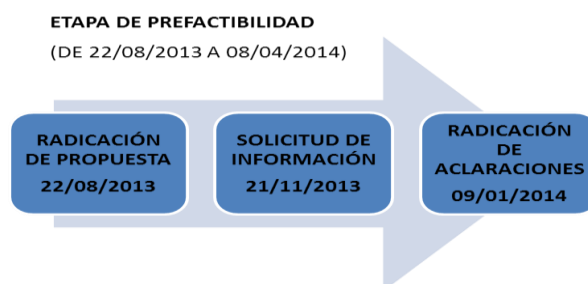 ETAPA DE PREFACTIBILIDAD
(DE 22/08/2013 A 08/04/2014)
RADICACIÓN
DE PROPUESTA
22/08/2013
SOLICITUD DE
INFORMACIÓN
21/11/2013
RADICACIÓN
DE
ACLARACIONES
09/01/2014